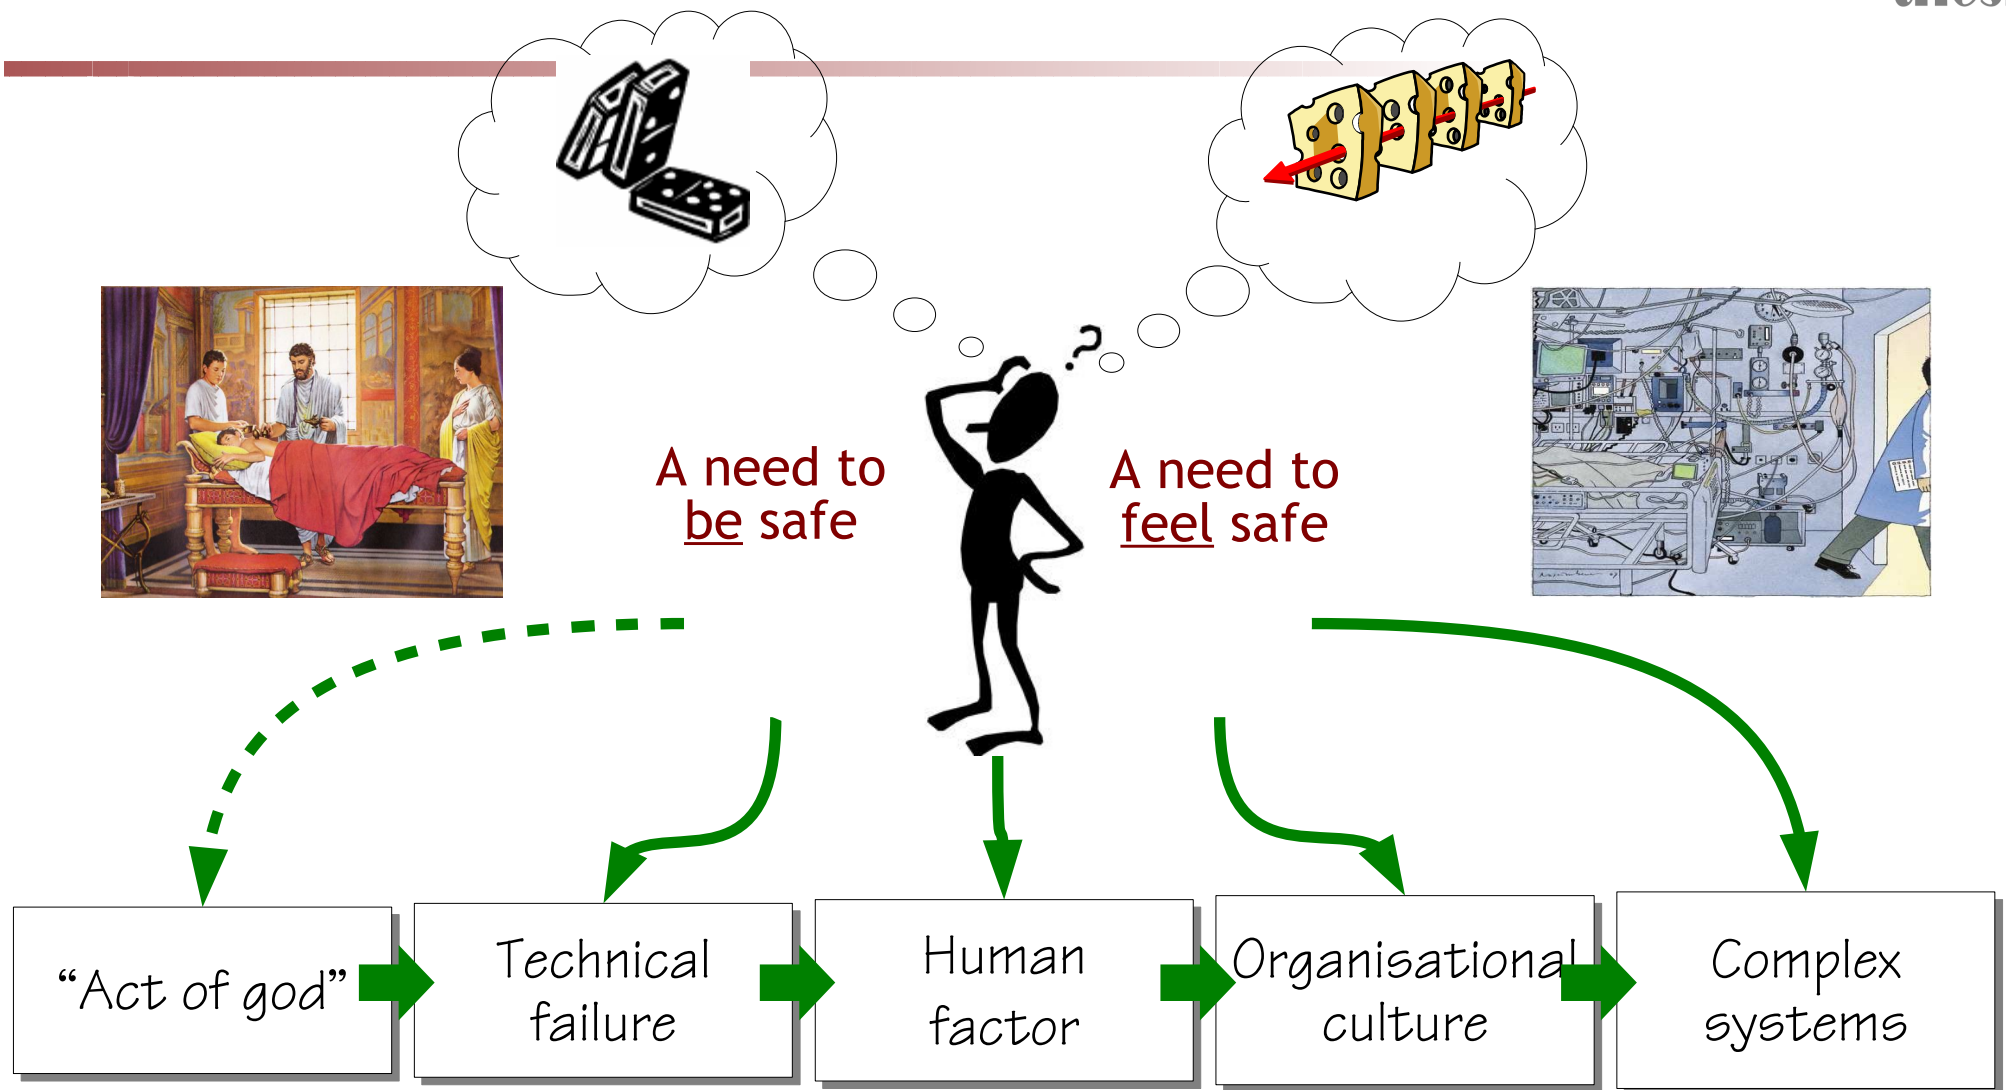 ?
A need to
be safe
A need to
feel safe
“Act of god”
Technical
failure
Human
factor
Organisational
culture
Complex
systems